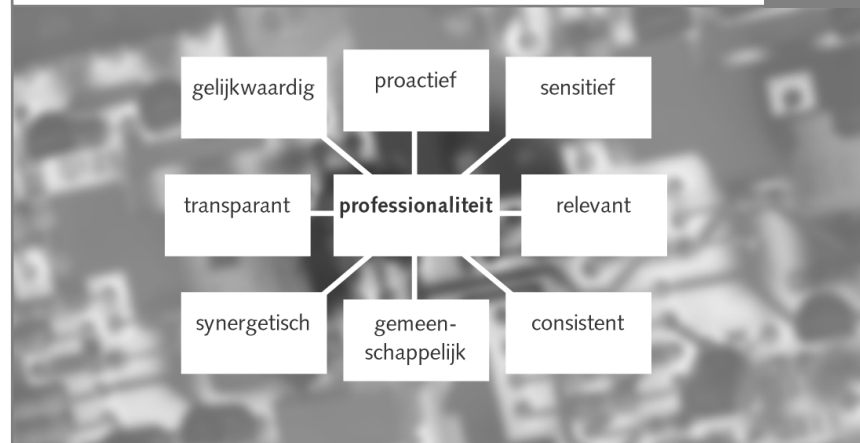 gelijkwaardig
proactief
sensitief
transparant
professionaliteit
relevant
synergetisch
gemeen-
schappelijk
consistent